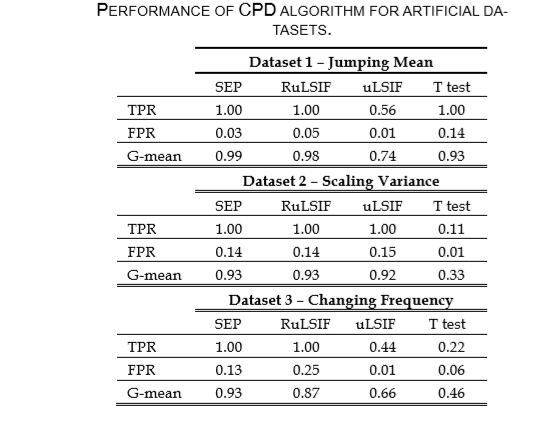 PERFORMANCE OF CPD ALGORITHM FOR ARTIFICIAL DA-
TASETS.
Dataset 1 – Jumping Mean
SEP RuLSIF uLSIF T test
TPR 1.00 1.00 0.56 1.00
FPR 0.03 0.05 0.01 0.14
G-mean 0.99 0.98 0.74 0.93
Dataset 2 – Scaling Variance
SEP RuLSIF uLSIF T test
TPR 1.00 1.00 1.00 0.11
FPR 0.14 0.14 0.15 0.01
G-mean 0.93 0.93 0.92 0.33
Dataset 3 – Changing Frequency
SEP RuLSIF uLSIF T test
TPR 1.00 1.00 0.44 0.22
FPR 0.13 0.25 0.01 0.06
G-mean 0.93 0.87 0.66 0.46